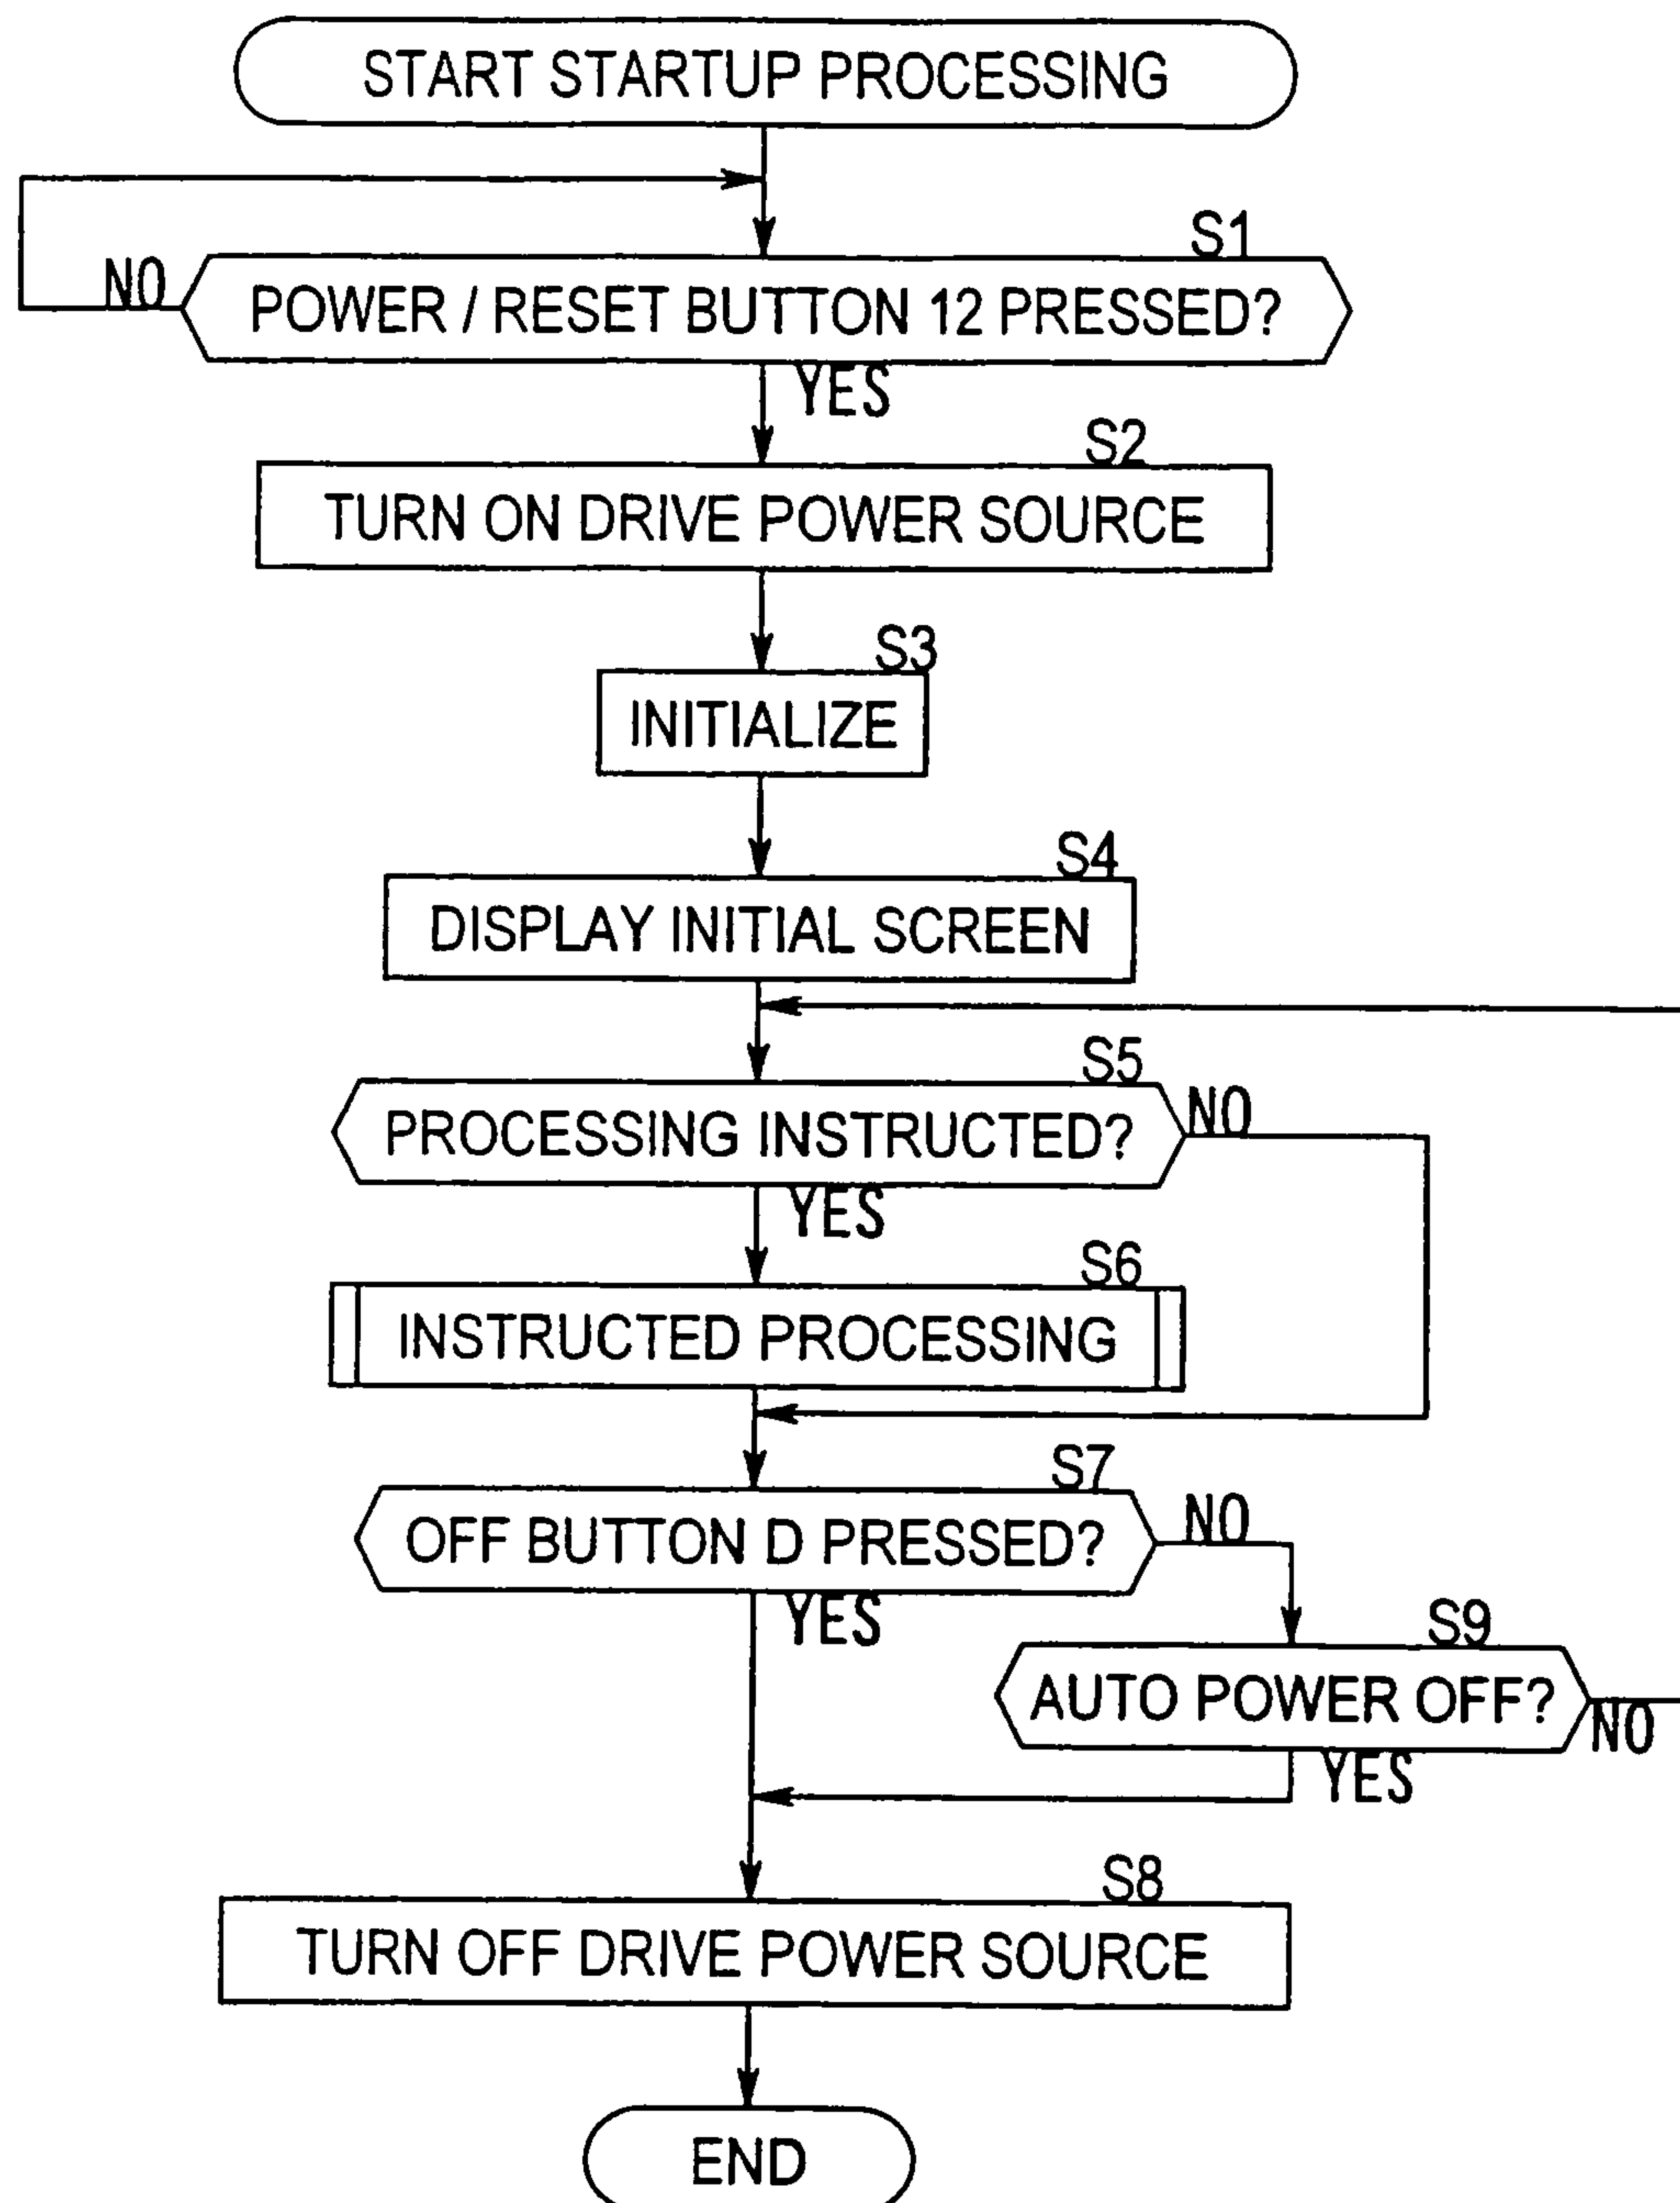 START STARTUP PROCESSING
S1
NO
POWER / RESET BUTTON 12 PRESSED?
YES
S2
TURN ON DRIVE POWER SOURCE
S3
INITIALIZE
S4
DISPLAY INITIAL SCREEN
S5
PROCESSING INSTRUCTED?
NO
YES
S6
INSTRUCTED PROCESSING
S7
OFF BUTTON D PRESSED?
NO
YES
S9
AUTO POWER OFF?
NO
YES
S8
TURN OFF DRIVE POWER SOURCE
END